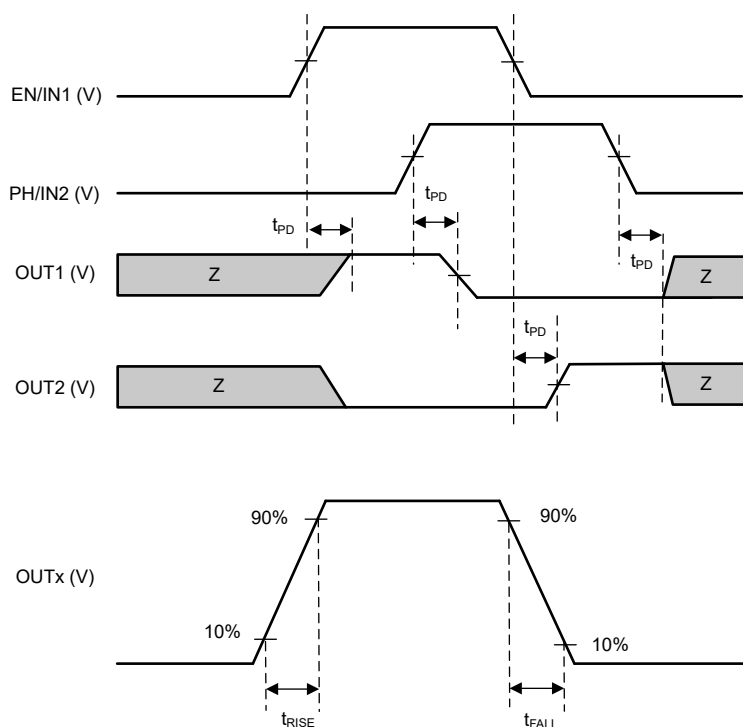 EN/IN1 (V)
PH/IN2 (V)
tPD
tPD
OUT1 (V)
Z
tPD
Z
tPD
OUT2 (V)
Z
Z
90%
90%
OUTx (V)
10%
10%
tRISE
tFALL